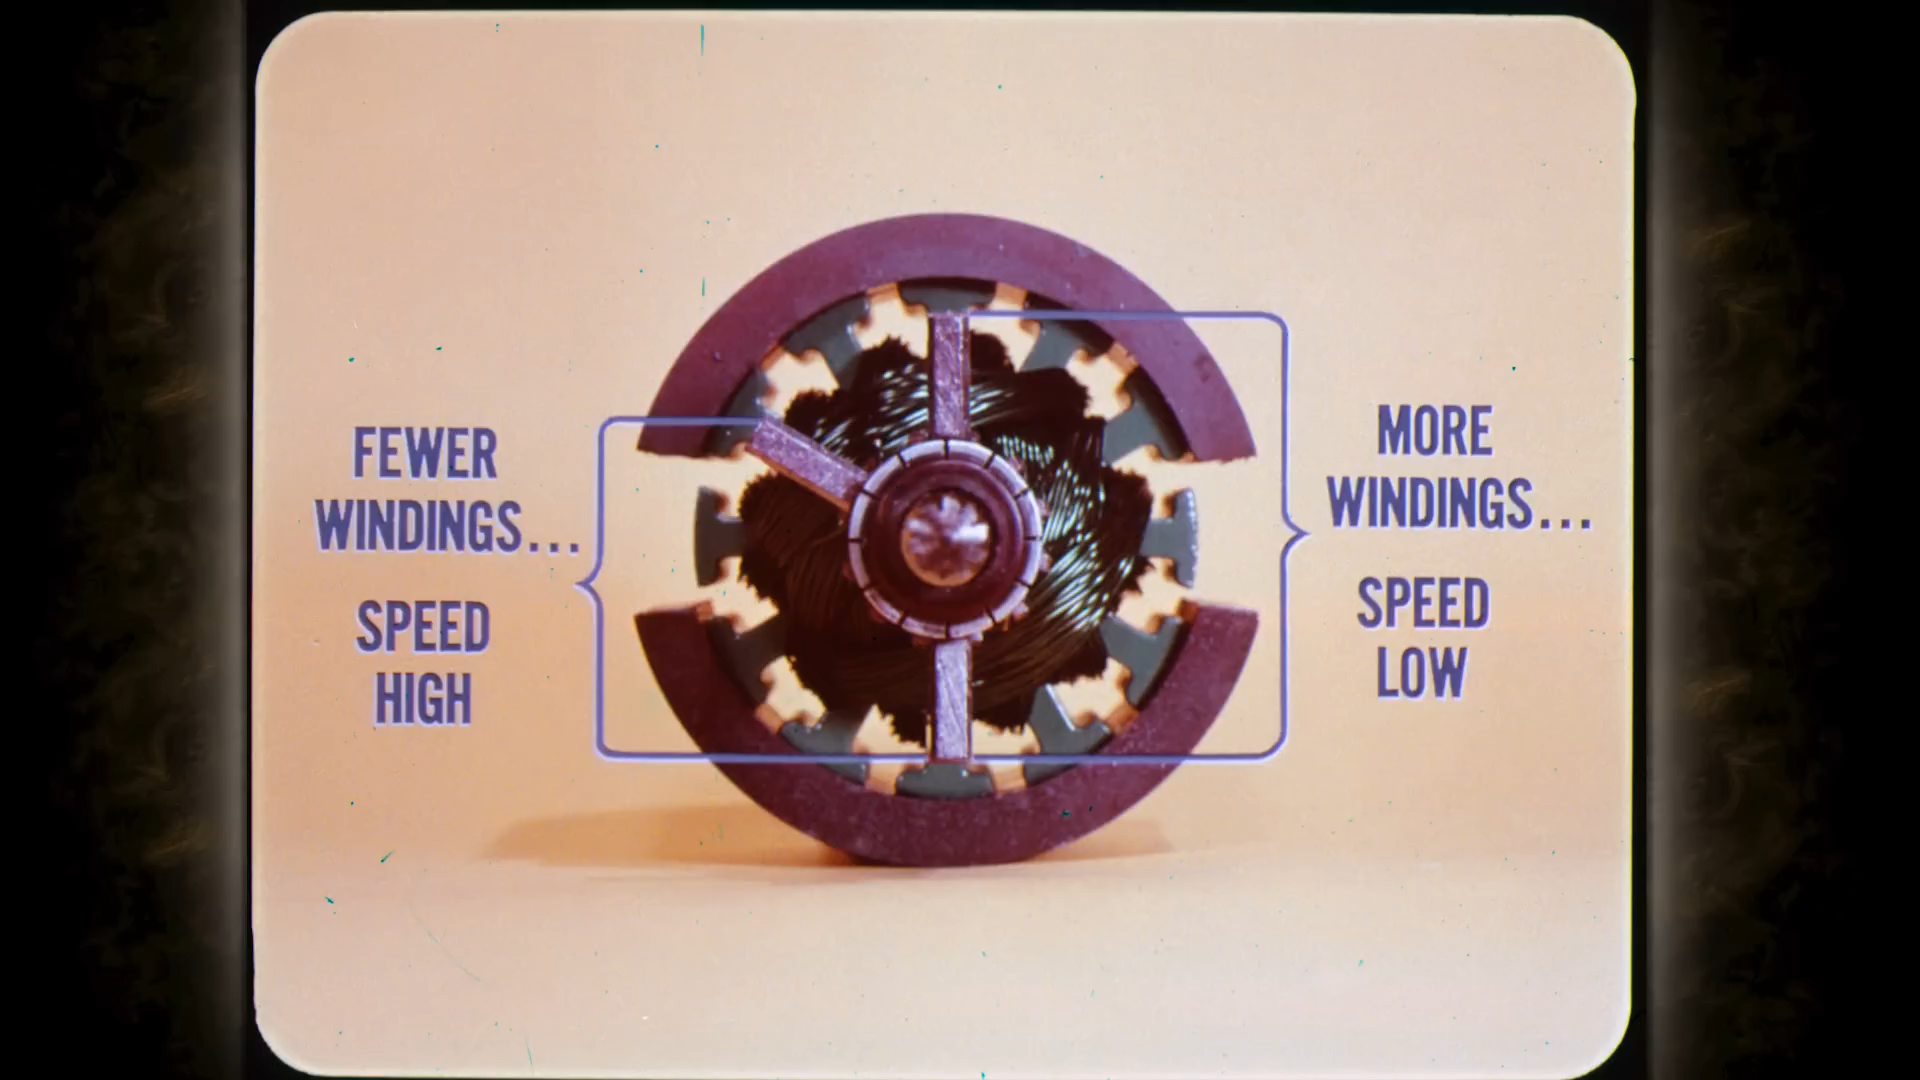 FEWER
WINDINGS...
SPEED
HIGH
MORE
WINDINGS...
SPEED
LOW